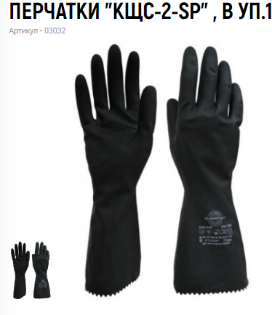 ПЕРЧАТКИ "КЩС-2-SP" , В УП.1
Артикул - 03032